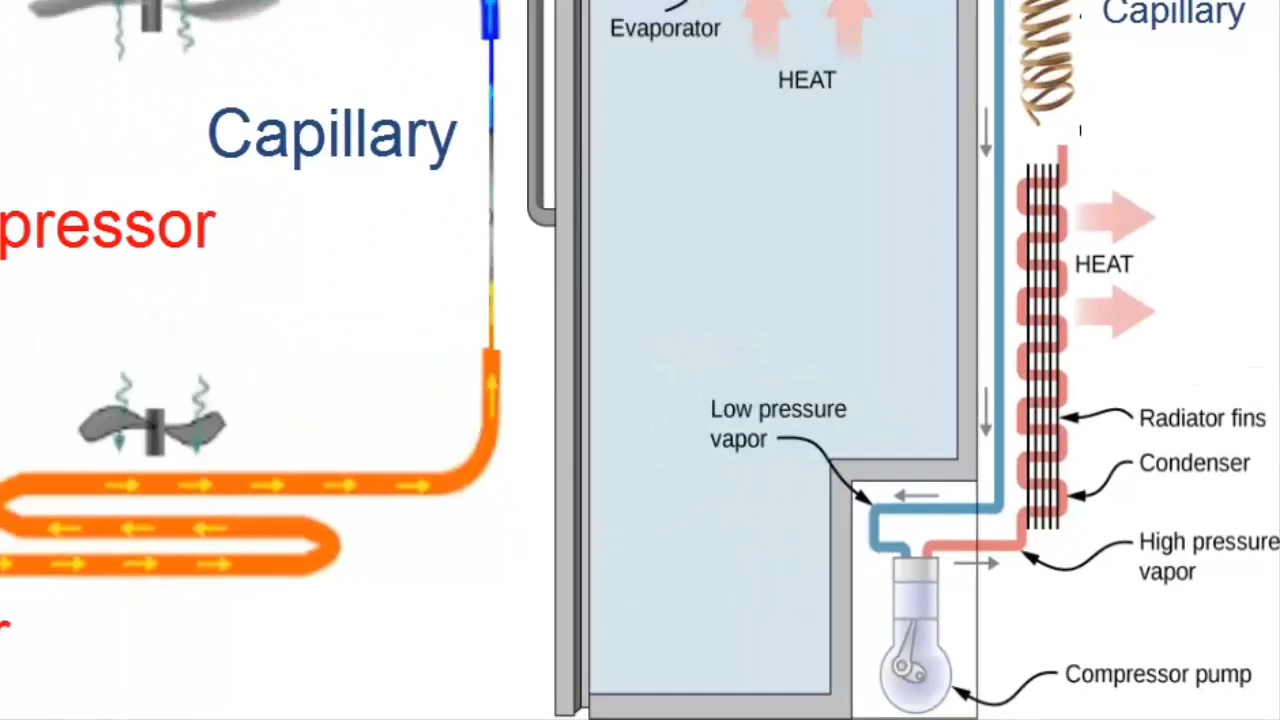 Capillary
Evaporator
HEAT
Capillary
pressor
HEAT
Low pressure
vapor
Radiator fins
Condenser
High pressure
vapor
Compressor pump